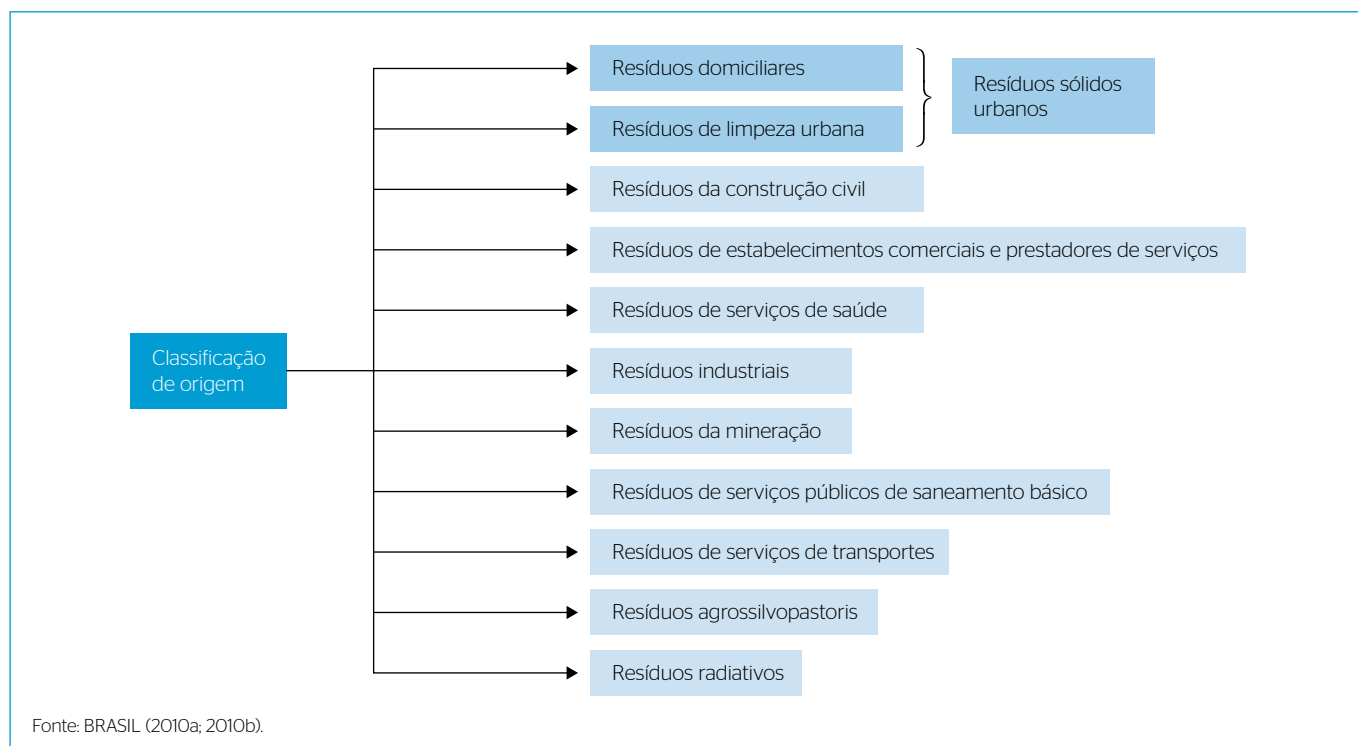 Resíduos domiciliares
Resíduos sólidos
urbanos
Resíduos de limpeza urbana
Resíduos da construção civil
Resíduos de estabelecimentos comerciais e prestadores de serviços
Resíduos de serviços de saúde
Classificação
de origem
Resíduos industriais
Resíduos da mineração
Resíduos de serviços públicos de saneamento básico
Resíduos de serviços de transportes
Resíduos agrossilvopastoris
Resíduos radiativos
Fonte: BRASIL (2010a; 2010b).